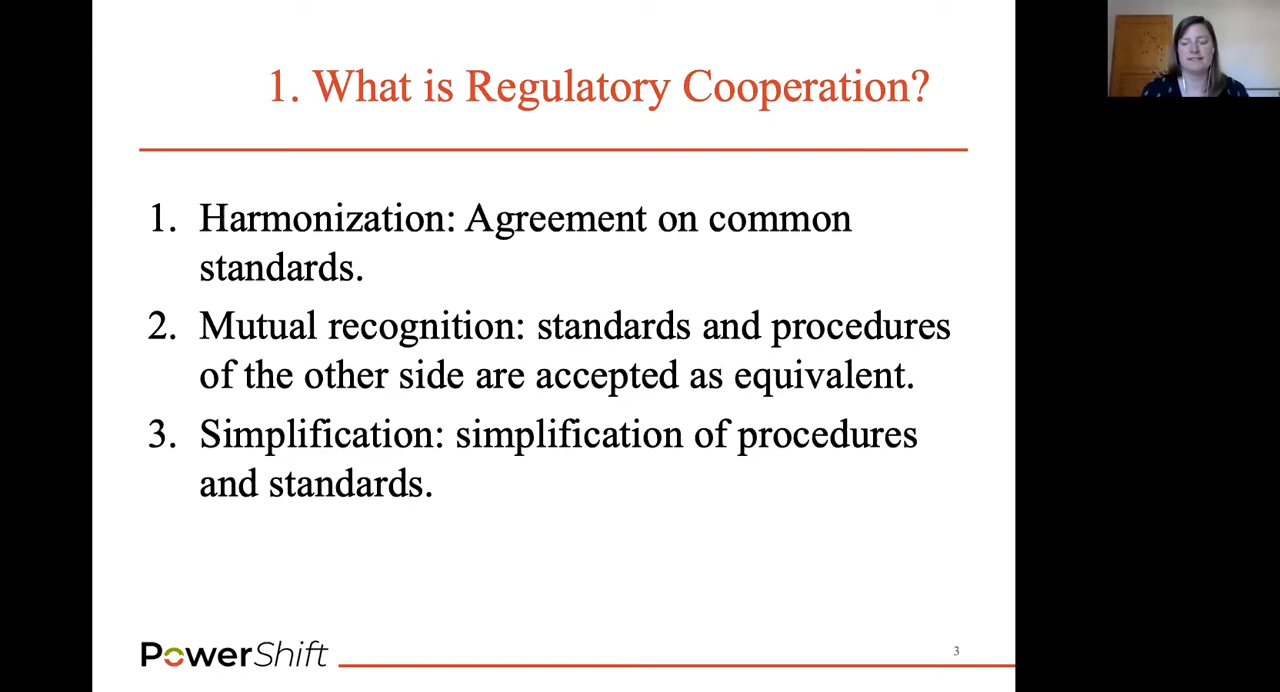 1. What is Regulatory Cooperation?
1. Harmonization: Agreement on common
standards.
2. Mutual recognition: standards and procedures
of the other side are accepted as equivalent.
3. Simplification: simplification of procedures
and standards.
PowerShift
3